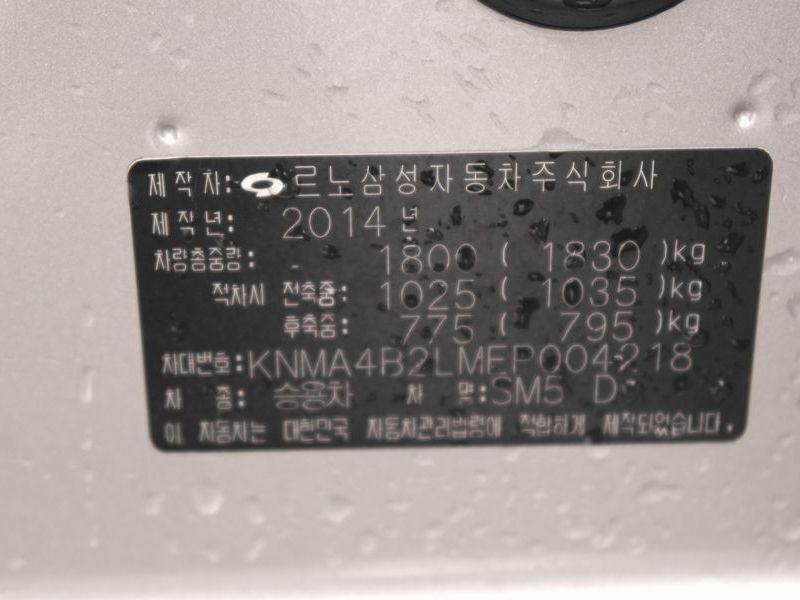 제작차: 르노삼성자동차주식회사
제작년: 2014 년
차량총중량: 1800 ( 1830 )kg
적차시 전축중: 1025 ( 1035 )kg
후축중: 775 ( 795 )kg
차대번호: KNMA4B2LMEP004218
차 종: 승용차 차 명: SM5 D
이 자동차는 대한민국 자동차관리법령에 적합하게 제작되었습니다.